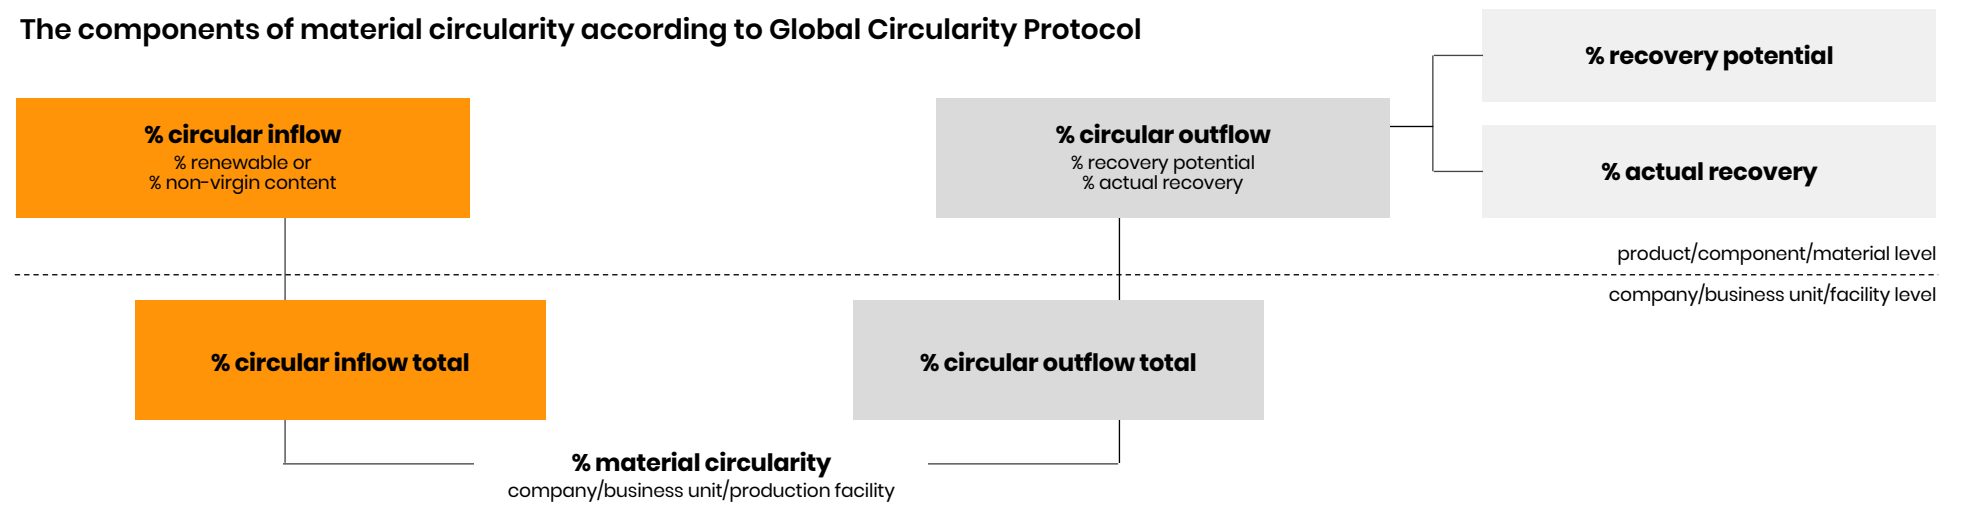 The components of material circularity according to Global Circularity Protocol
% circular inflow
% renewable or
% non-virgin content
% circular outflow
% recovery potential
% actual recovery
% recovery potential
% actual recovery
product/component/material level
company/business unit/facility level
% circular inflow total
% circular outflow total
% material circularity
company/business unit/production facility